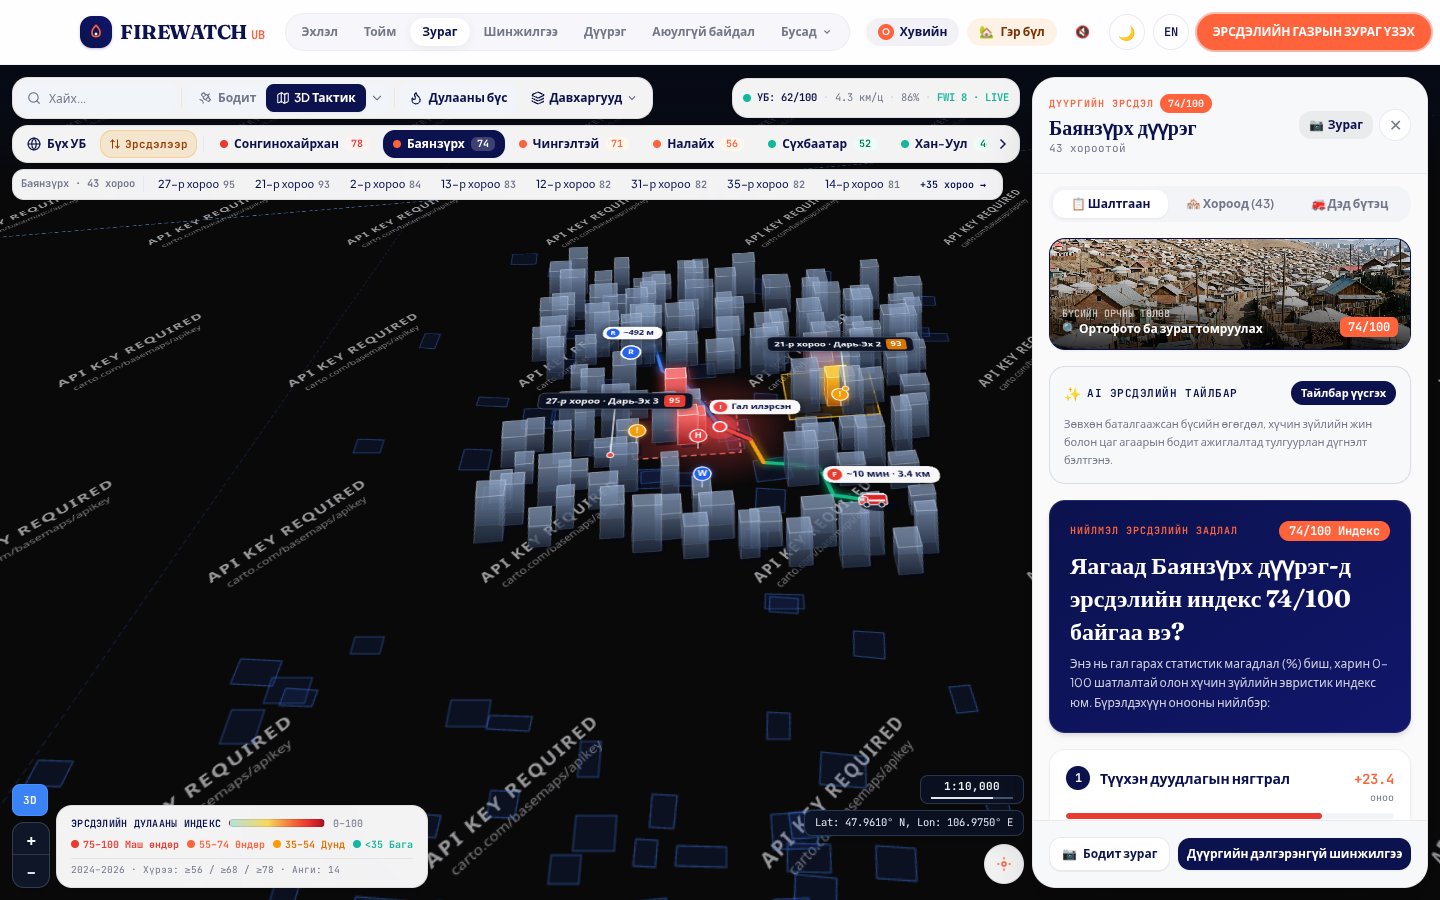 FIREWATCH UB
Эхлэл
Тойм
Зураг
Шинжилгээ
Дүүрэг
Аюулгүй байдал
Бусад
Хувийн
Гэр бүл
EN
ЭРСДЭЛИЙН ГАЗРЫН ЗУРАГ ҮЗЭХ
Хайх...
Бодит
3D Тактик
Дулааны бүс
Давхаргууд
УБ: 62/100 · 4.3 км/ц · 86% · FWI 8 · LIVE
Бүх УБ
Эрсдэлээр
Сонгинохайрхан 78
Баянзүрх 74
Чингэлтэй 71
Налайх 56
Сүхбаатар 52
Хан-Уул
Баянзүрх · 43 хороо
27-р хороо 95
21-р хороо 93
2-р хороо 84
13-р хороо 83
12-р хороо 82
31-р хороо 82
35-р хороо 82
14-р хороо 81
+35 хороо →
API KEY REQUIRED
carto.com/basemaps/apikey
R ~492 м
R
21-р хороо · Дарь-Эх 2 93
27-р хороо · Дарь-Эх 3 95
Гал илэрсэн
H
W
F ~10 мин · 3.4 км
1:10,000
Lat: 47.9610° N, Lon: 106.9750° E
3D
+
−
ЭРСДЭЛИЙН ДУЛААНЫ ИНДЕКС 0–100
75–100 Маш өндөр
55–74 Өндөр
35–54 Дунд
<35 Бага
2024–2026 · Хүрээ: ≥56 / ≥68 / ≥78 · Анги: 14
ДҮҮРГИЙН ЭРСДЭЛ 74/100
Баянзүрх дүүрэг
43 хороотой
Зураг
Шалтгаан
Хороод (43)
Дэд бүтэц
БҮСИЙН ОРЧНЫ ТӨЛӨВ
Ортофото ба зураг томруулах
74/100
AI ЭРСДЭЛИЙН ТАЙЛБАР
Тайлбар үүсгэх
Зөвхөн баталгаажсан бүсийн өгөгдөл, хүчин зүйлийн жин
болон цаг агаарын бодит ажиглалтад тулгуурлан дүгнэлт
бэлтгэнэ.
НИЙЛМЭЛ ЭРСДЭЛИЙН ЗАДЛАЛ
74/100 Индекс
Яагаад Баянзүрх дүүрэг-д
эрсдэлийн индекс 74/100
байгаа вэ?
Энэ нь гал гарах статистик магадлал (%) биш, харин 0–
100 шатлалтай олон хүчин зүйлийн эвристик индекс
юм. Бүрэлдэхүүн онооны нийлбэр:
1 Түүхэн дуудлагын нягтрал
+23.4
оноо
Бодит зураг
Дүүргийн дэлгэрэнгүй шинжилгээ